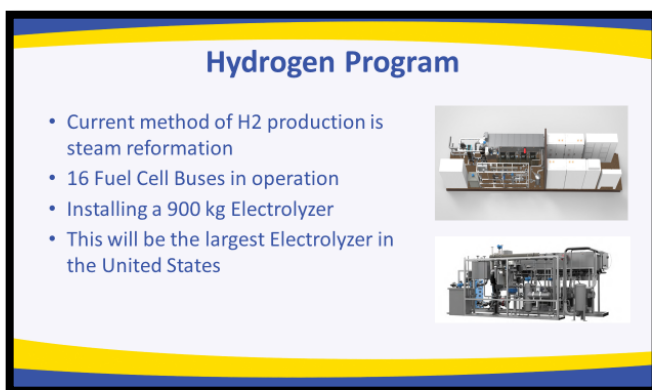 Hydrogen Program
• Current method of H2 production is
steam reformation
• 16 Fuel Cell Buses in operation
• Installing a 900 kg Electrolyzer
• This will be the largest Electrolyzer in
the United States